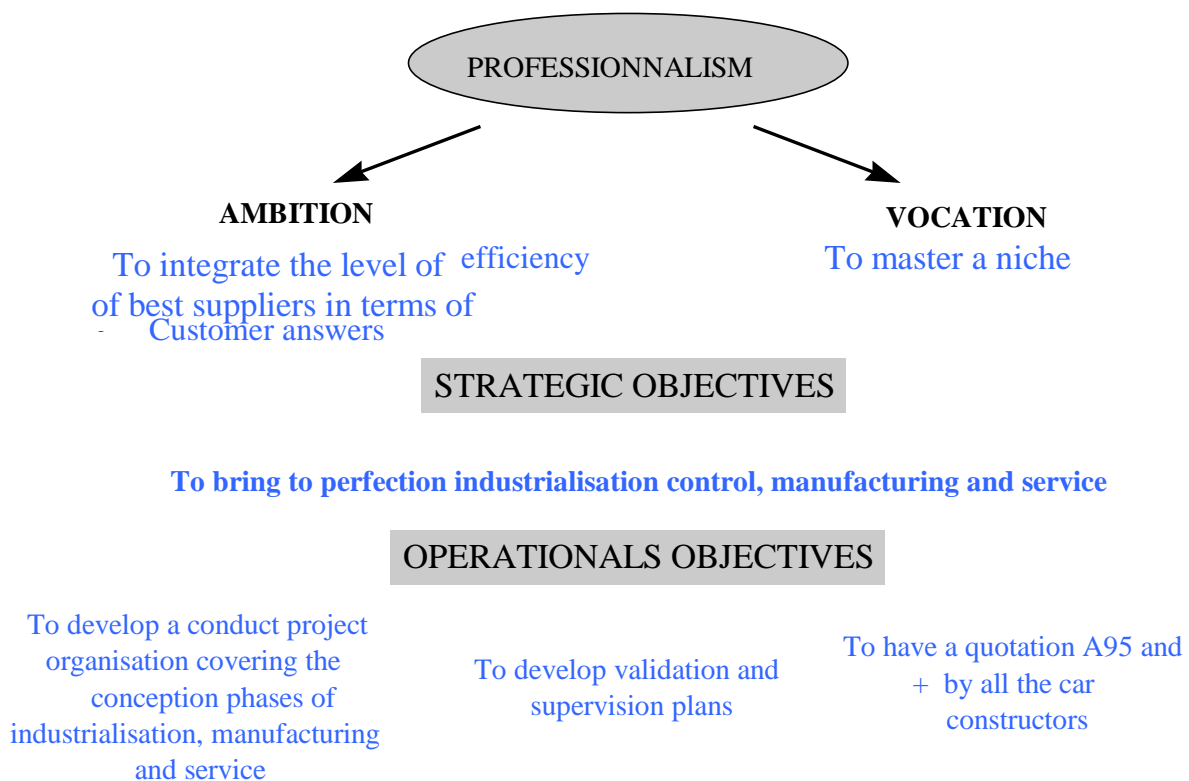 PROFESSIONNALISM
AMBITION
To integrate the level of efficiency
of best suppliers in terms of
- Customer answers
VOCATION
To master a niche
STRATEGIC OBJECTIVES
To bring to perfection industrialisation control, manufacturing and service
OPERATIONALS OBJECTIVES
To develop a conduct project
organisation covering the
conception phases of
industrialisation, manufacturing
and service
To develop validation and
supervision plans
To have a quotation A95 and
+ by all the car
constructors